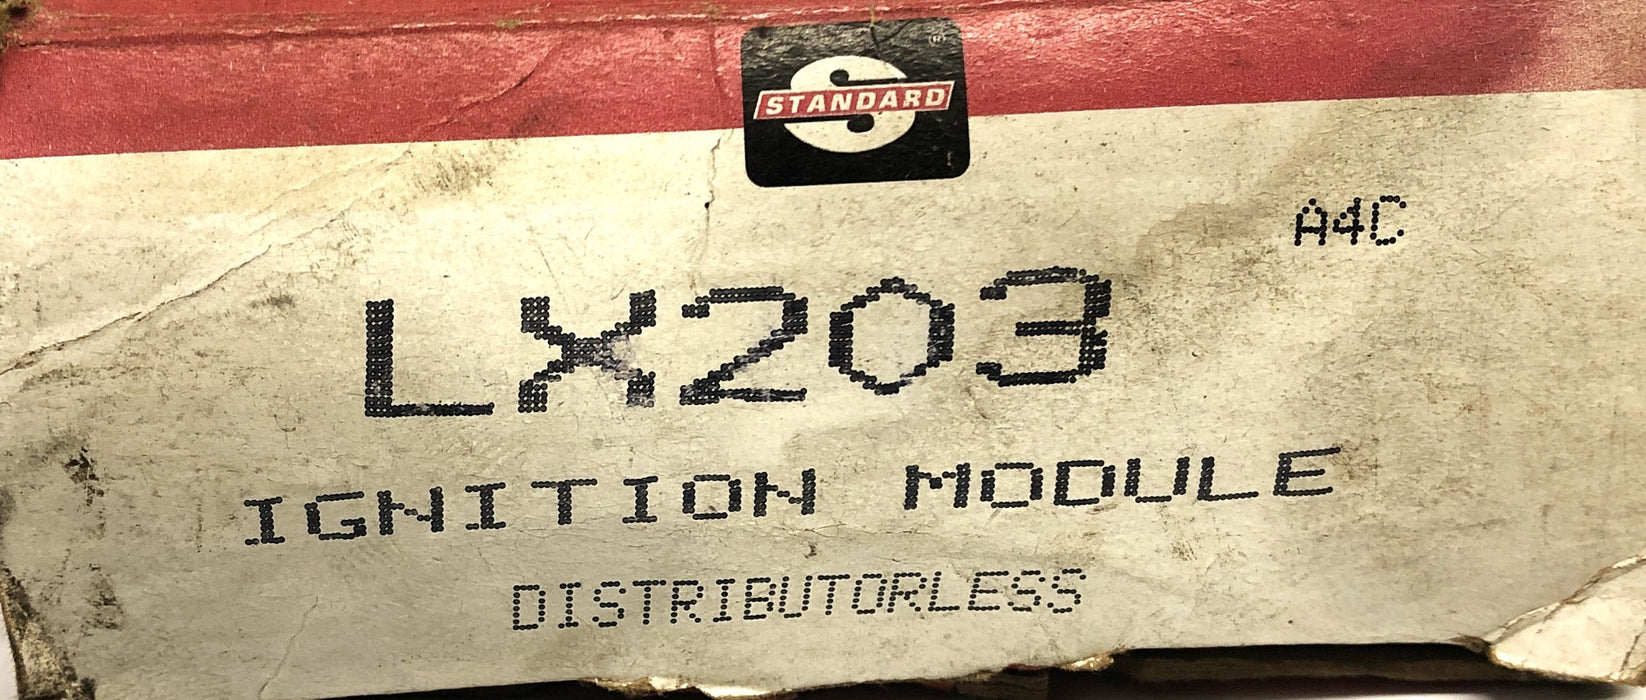 STANDARD
®
A4C
LX203
IGNITION MODULE
DISTRIBUTORLESS